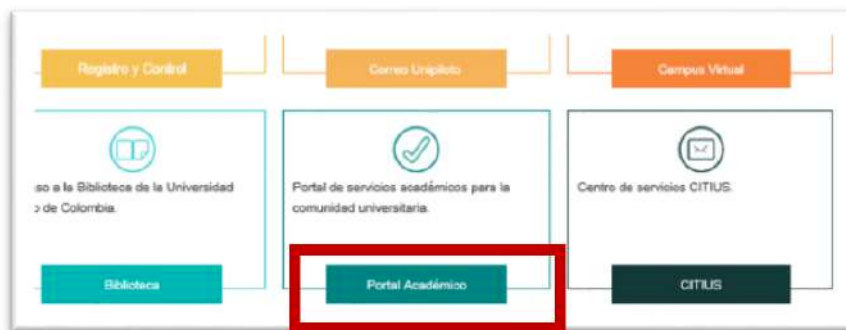 Registro y Control
Correo Unipiloto
Campus Virtual
so a la Biblioteca de la Universidad
o de Colombia.
Portal de servicios académicos para la
comunidad universitaria.
Centro de servicios CITIUS.
Biblioteca
Portal Académico
CITIUS